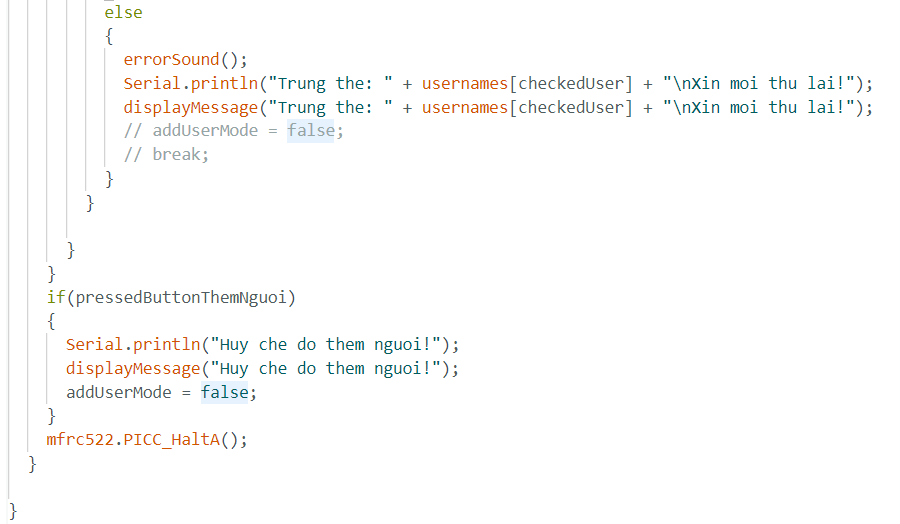 else
{
errorSound();
Serial.println("Trung the: " + usernames[checkedUser] + "\nXin moi thu lai!");
displayMessage("Trung the: " + usernames[checkedUser] + "\nXin moi thu lai!");
// addUserMode = false;
// break;
}
}
}
}
if(pressedButtonThemNguoi)
{
Serial.println("Huy che do them nguoi!");
displayMessage("Huy che do them nguoi!");
addUserMode = false;
}
mfrc522.PICC_HaltA();
}
}